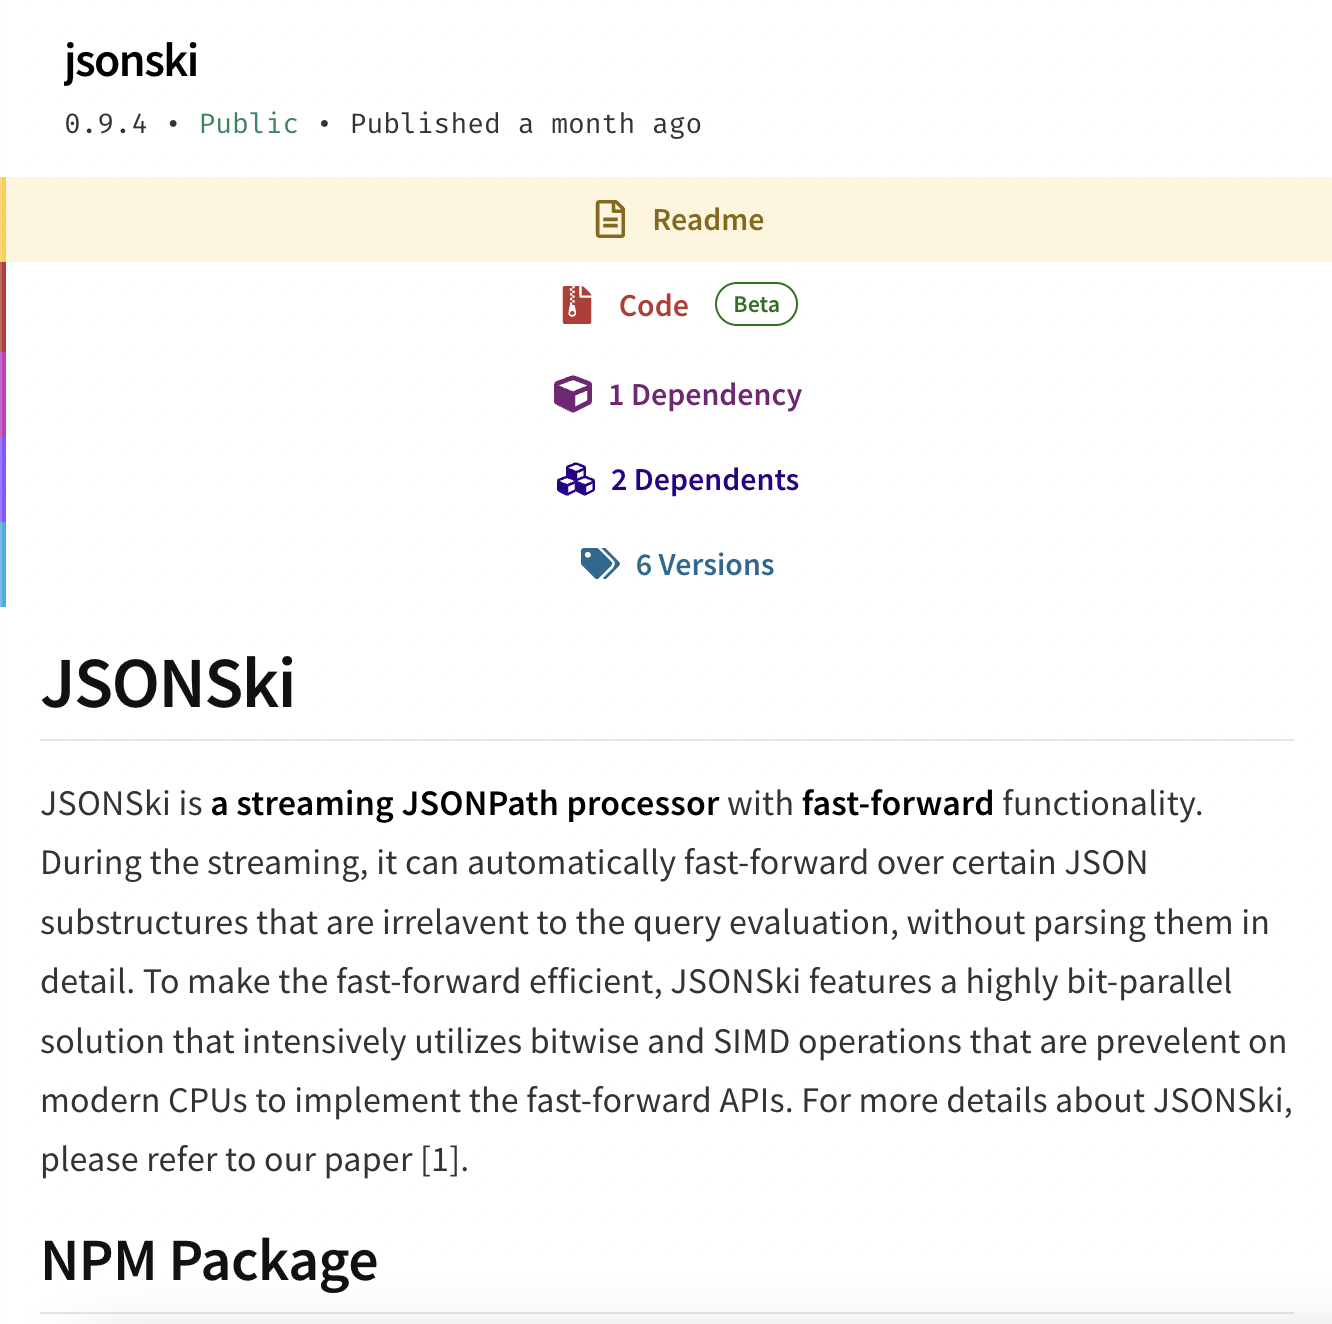 jsonski
0.9.4 • Public • Published a month ago
Readme
Code Beta
1 Dependency
2 Dependents
6 Versions
JSONSki
JSONSki is a streaming JSONPath processor with fast-forward functionality.
During the streaming, it can automatically fast-forward over certain JSON
substructures that are irrelavent to the query evaluation, without parsing them in
detail. To make the fast-forward efficient, JSONSki features a highly bit-parallel
solution that intensively utilizes bitwise and SIMD operations that are prevelent on
modern CPUs to implement the fast-forward APIs. For more details about JSONSki,
please refer to our paper [1].
NPM Package